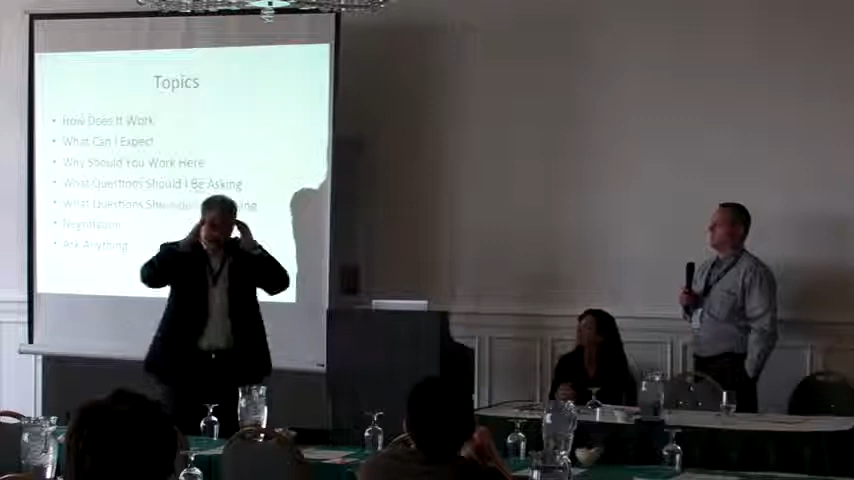 Topics
• How Does It Work
• What Can I Expect
• Why Should You Work Here
• What Questions Should I Be Asking
• What Questions
• Negotiation
• Ask Anything